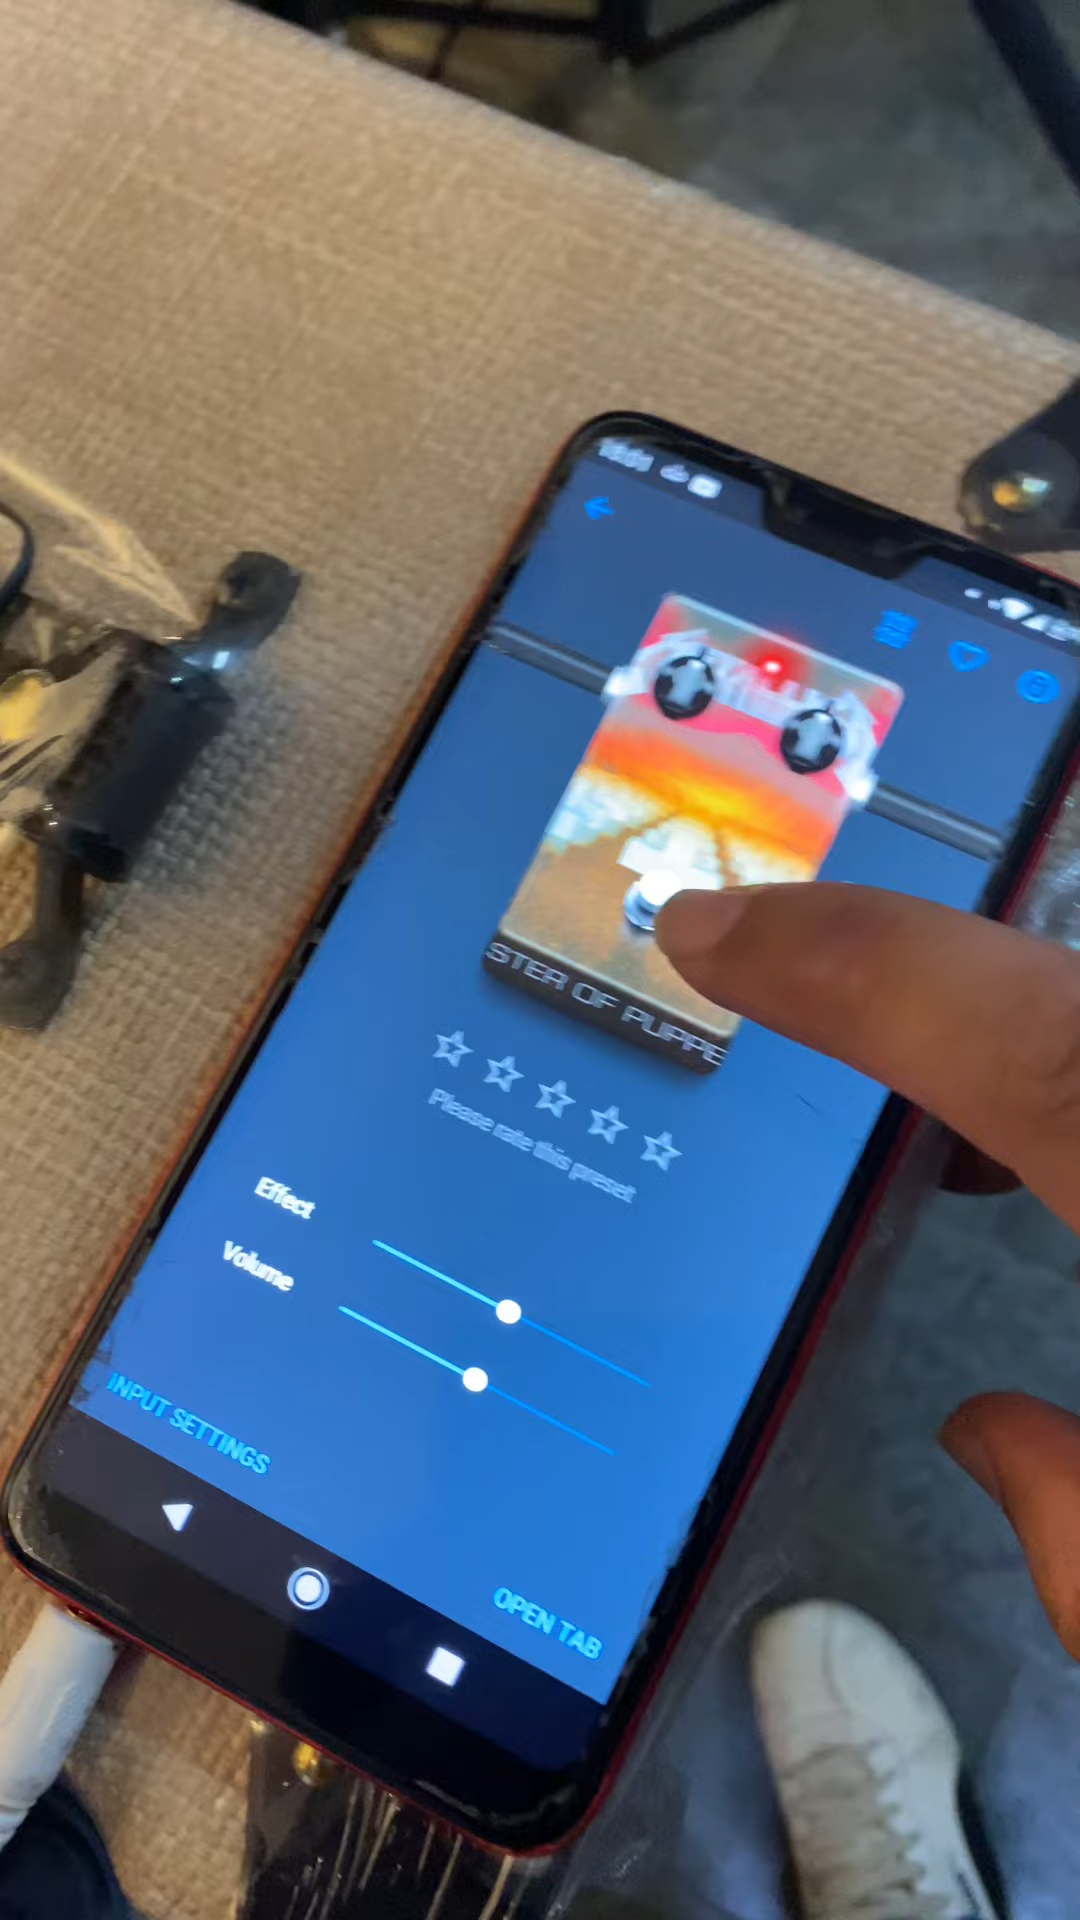 STER OF PUPPE
Please rate this preset
Effect
Volume
INPUT SETTINGS
OPEN TAB